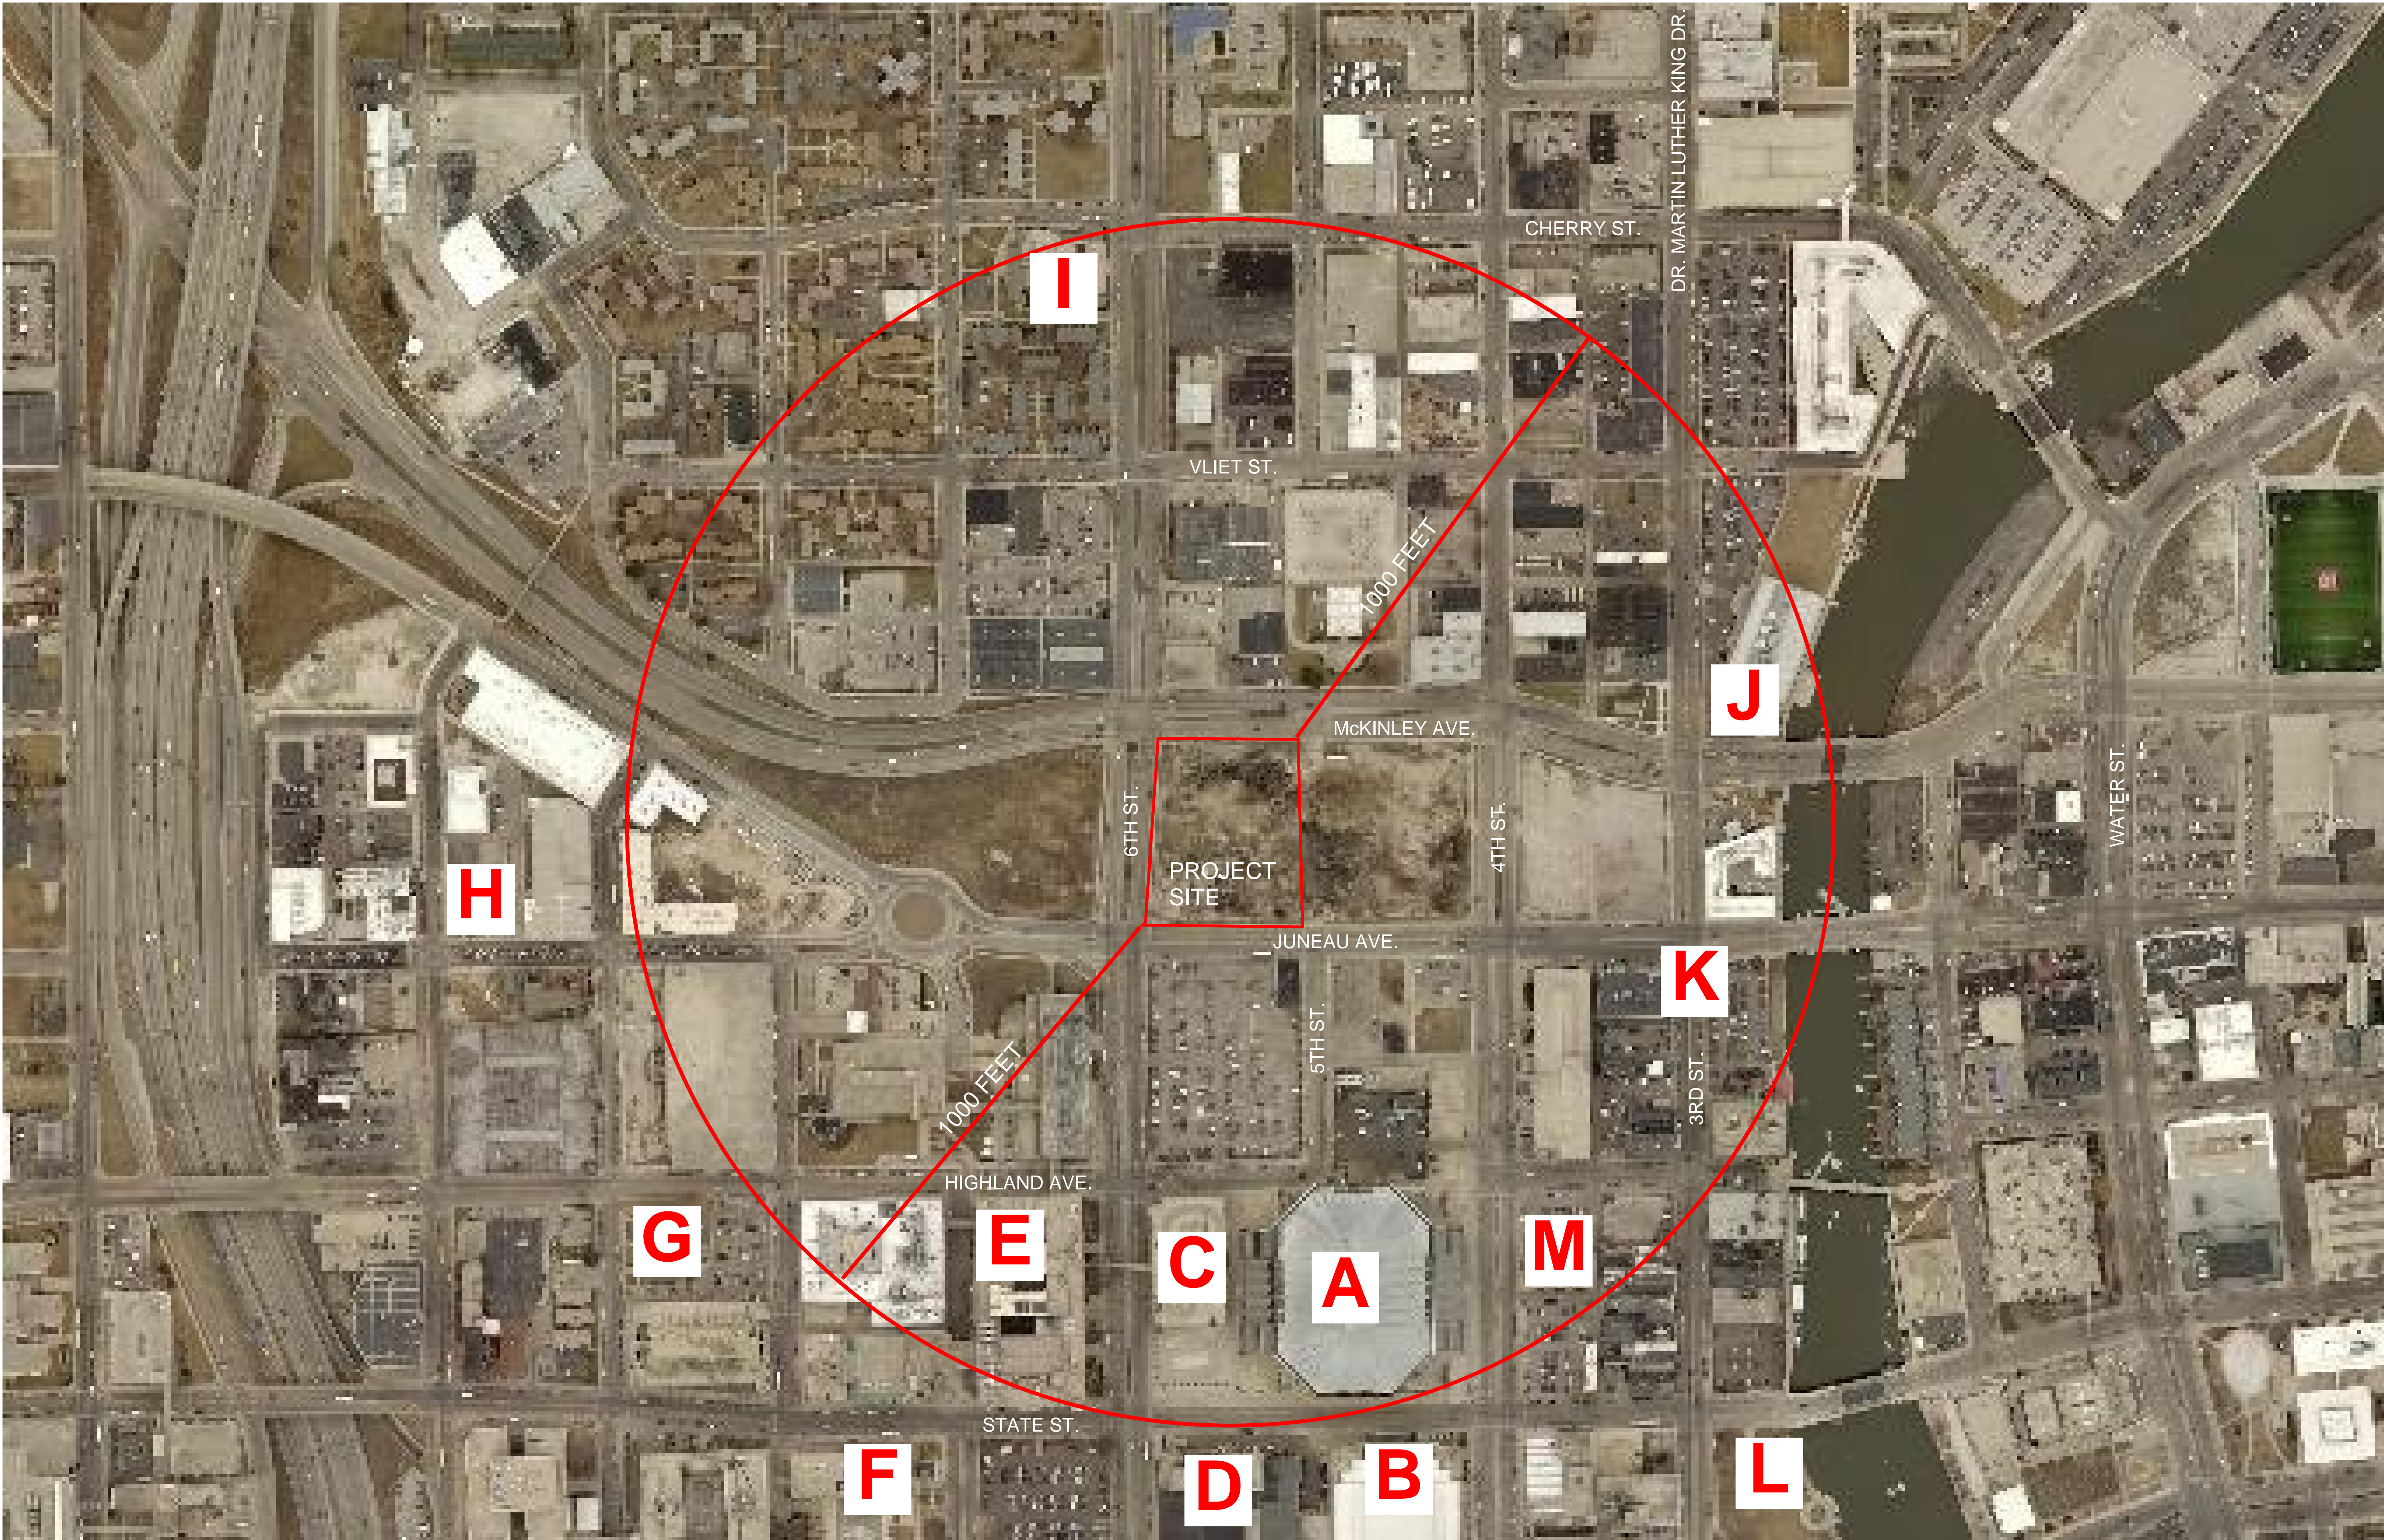 DR. MARTIN LUTHER KING DR.
CHERRY ST.
I
VLIET ST.
1000 FEET
J
McKINLEY AVE.
6TH ST.
4TH ST.
WATER ST.
PROJECT
SITE
H
JUNEAU AVE.
K
5TH ST.
3RD ST.
1000 FEET
HIGHLAND AVE.
G
E
C
A
M
STATE ST.
F
D
B
L